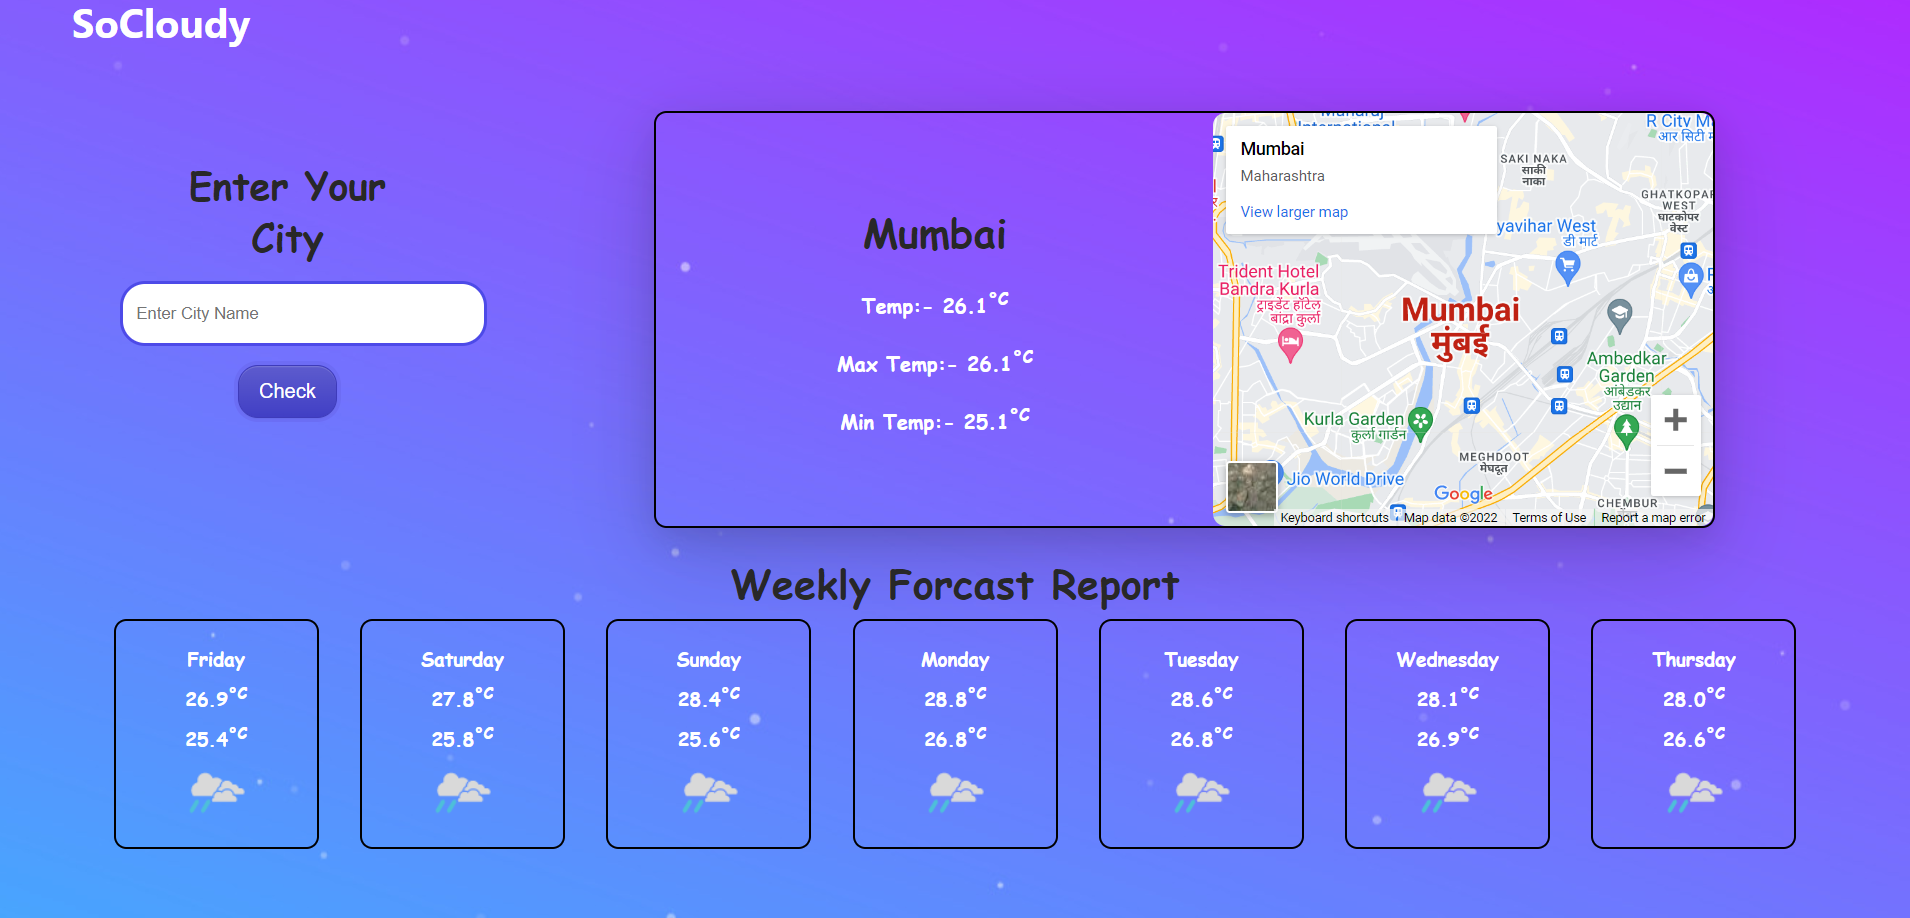 SoCloudy
Enter Your
City
Enter City Name
Check
Mumbai
Temp:- 26.1°C
Max Temp:- 26.1°C
Min Temp:- 25.1°C
Mumbai
Maharashtra
View larger map
International
R City M
आर सिटी
SAKI NAKA
साकी
नाका
GHATKOPAR
WEST
घाटकोपर
वेस्ट
yavihar West
डी मार्ट
Trident Hotel
Bandra Kurla
ट्राइडेंट हॉटेल
बांद्रा कुर्ला
Mumbai
मुंबई
Ambedkar
Garden
आंबेडकर
उद्यान
Kurla Garden
कुर्ला गार्डन
MEGHDOOT
मेघदूत
Jio World Drive
Google
CHEMBUR
Keyboard shortcuts
Map data ©2022
Terms of Use
Report a map error
Weekly Forcast Report
Friday
26.9°C
25.4°C
Saturday
27.8°C
25.8°C
Sunday
28.4°C
25.6°C
Monday
28.8°C
26.8°C
Tuesday
28.6°C
26.8°C
Wednesday
28.1°C
26.9°C
Thursday
28.0°C
26.6°C